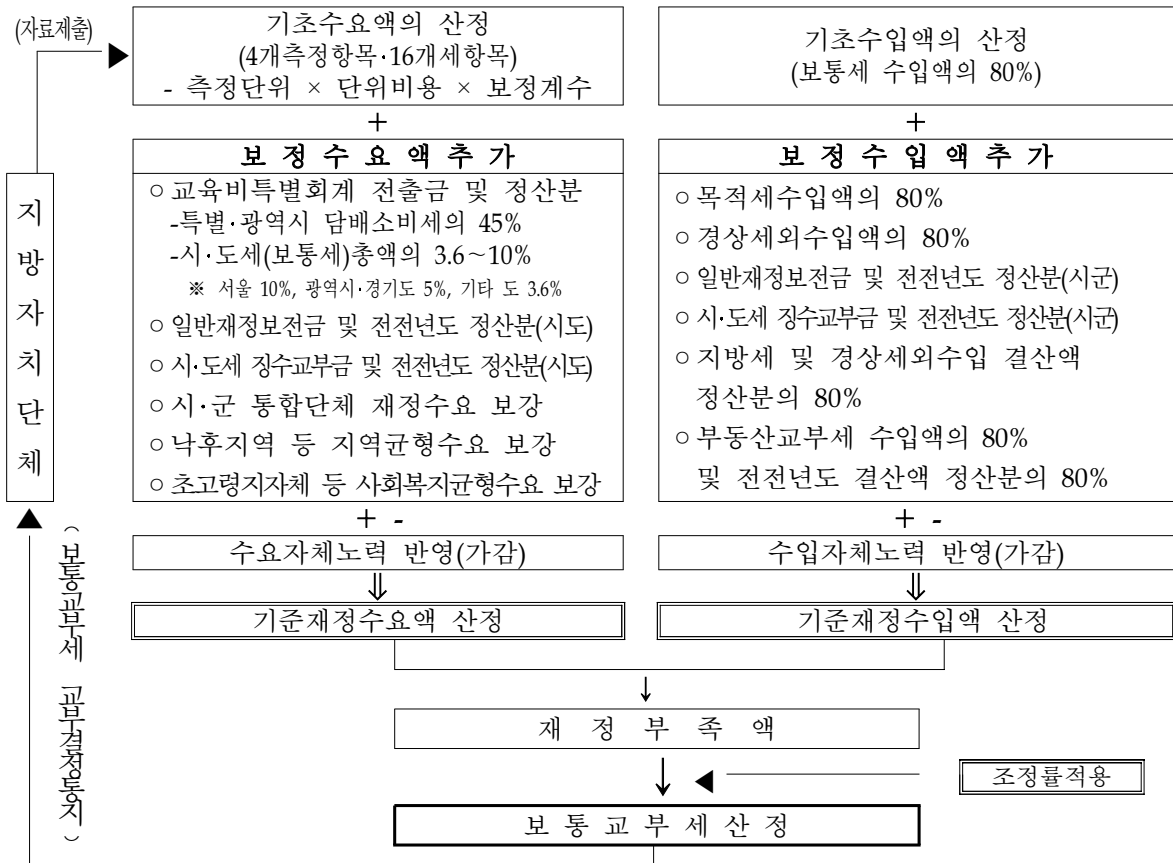 (자료제출)
기초수요액의 산정
(4개측정항목·16개세항목)
- 측정단위 × 단위비용 × 보정계수
기초수입액의 산정
(보통세 수입액의 80%)
+
+
보 정 수 요 액 추 가
○ 교육비특별회계 전출금 및 정산분
-특별·광역시 담배소비세의 45%
-시·도세(보통세)총액의 3.6~10%
※ 서울 10%, 광역시·경기도 5%, 기타 도 3.6%
○ 일반재정보전금 및 전전년도 정산분(시도)
○ 시·도세 징수교부금 및 전전년도 정산분(시도)
○ 시·군 통합단체 재정수요 보강
○ 낙후지역 등 지역균형수요 보강
○ 초고령지자체 등 사회복지균형수요 보강
보 정 수 입 액 추 가
○ 목적세수입액의 80%
○ 경상세외수입액의 80%
○ 일반재정보전금 및 전전년도 정산분(시군)
○ 시·도세 징수교부금 및 전전년도 정산분(시군)
○ 지방세 및 경상세외수입 결산액
정산분의 80%
○ 부동산교부세 수입액의 80%
및 전전년도 결산액 정산분의 80%
지방자치단체
+ -
+ -
수요자체노력 반영(가감)
수입자체노력 반영(가감)
기준재정수요액 산정
기준재정수입액 산정
(보통교부세 교부결정통지)
재 정 부 족 액
조정률적용
보 통 교 부 세 산 정